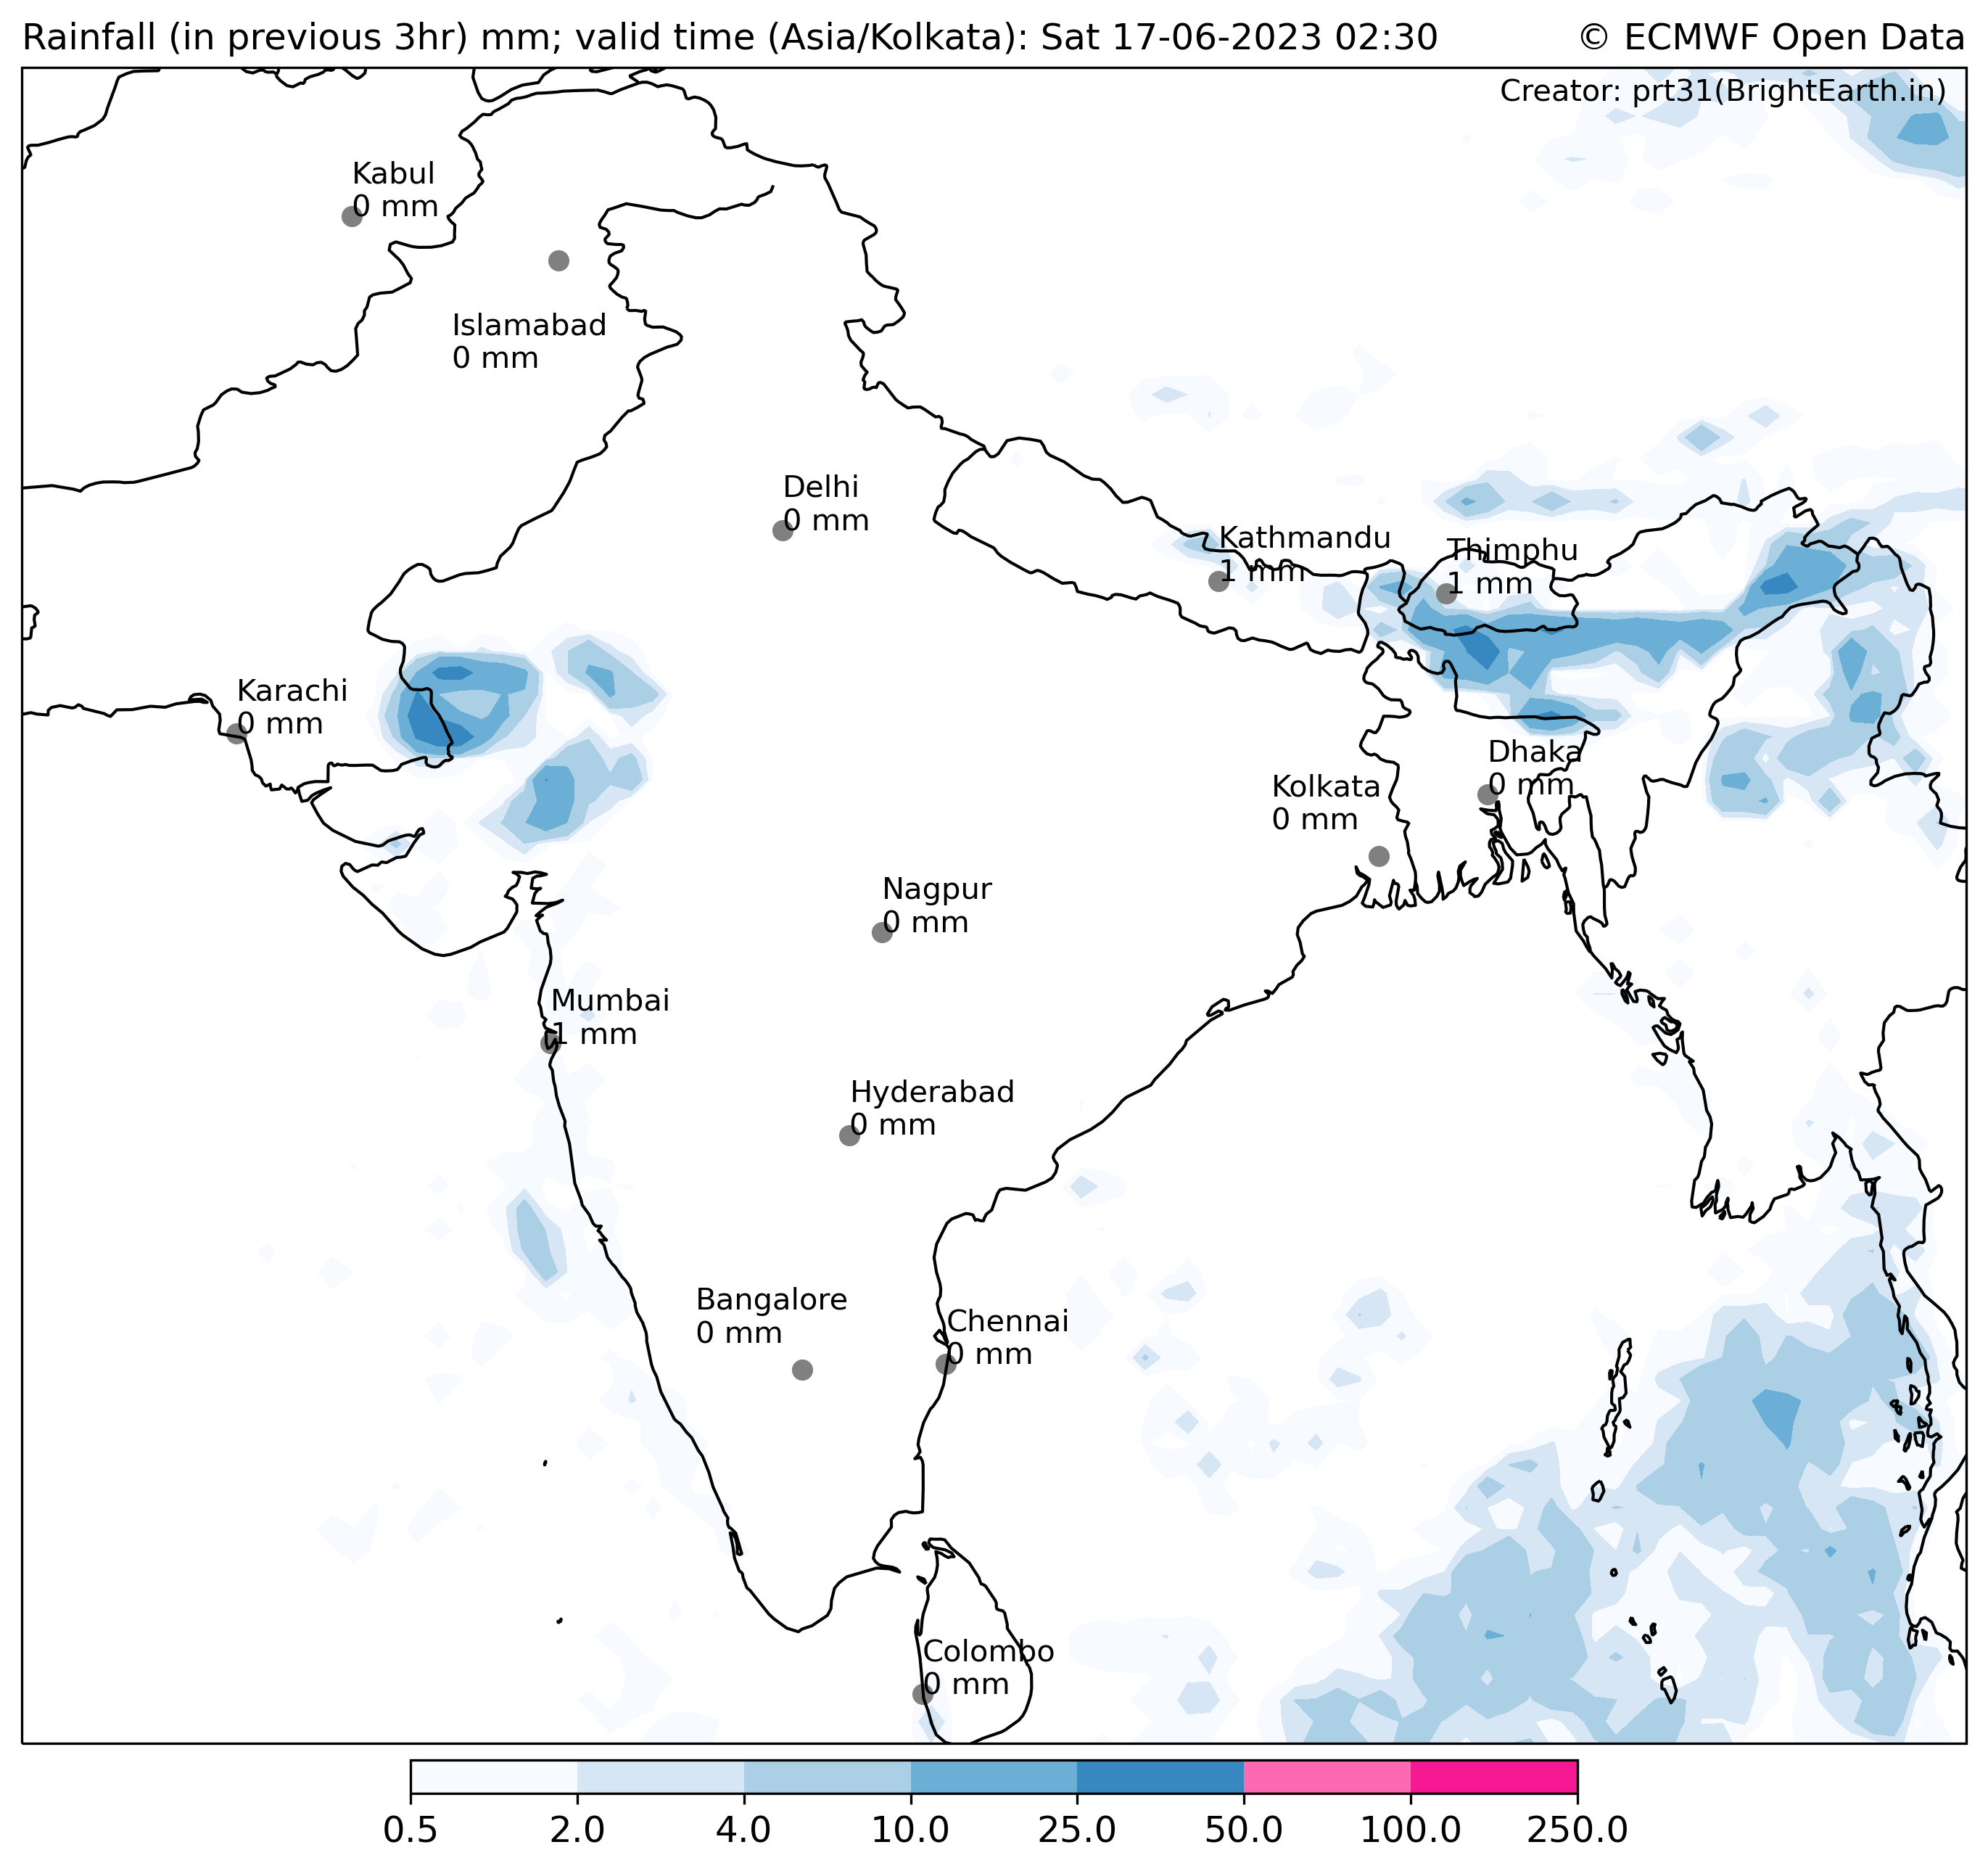 Rainfall (in previous 3hr) mm; valid time (Asia/Kolkata): Sat 17-06-2023 02:30
© ECMWF Open Data
Creator: prt31(BrightEarth.in)
Kabul
0 mm
Islamabad
0 mm
Delhi
0 mm
Kathmandu
1 mm
Thimphu
1 mm
Karachi
0 mm
Dhaka
0 mm
Kolkata
0 mm
Nagpur
0 mm
Mumbai
1 mm
Hyderabad
0 mm
Bangalore
0 mm
Chennai
0 mm
Colombo
0 mm
0.5 2.0 4.0 10.0 25.0 50.0 100.0 250.0